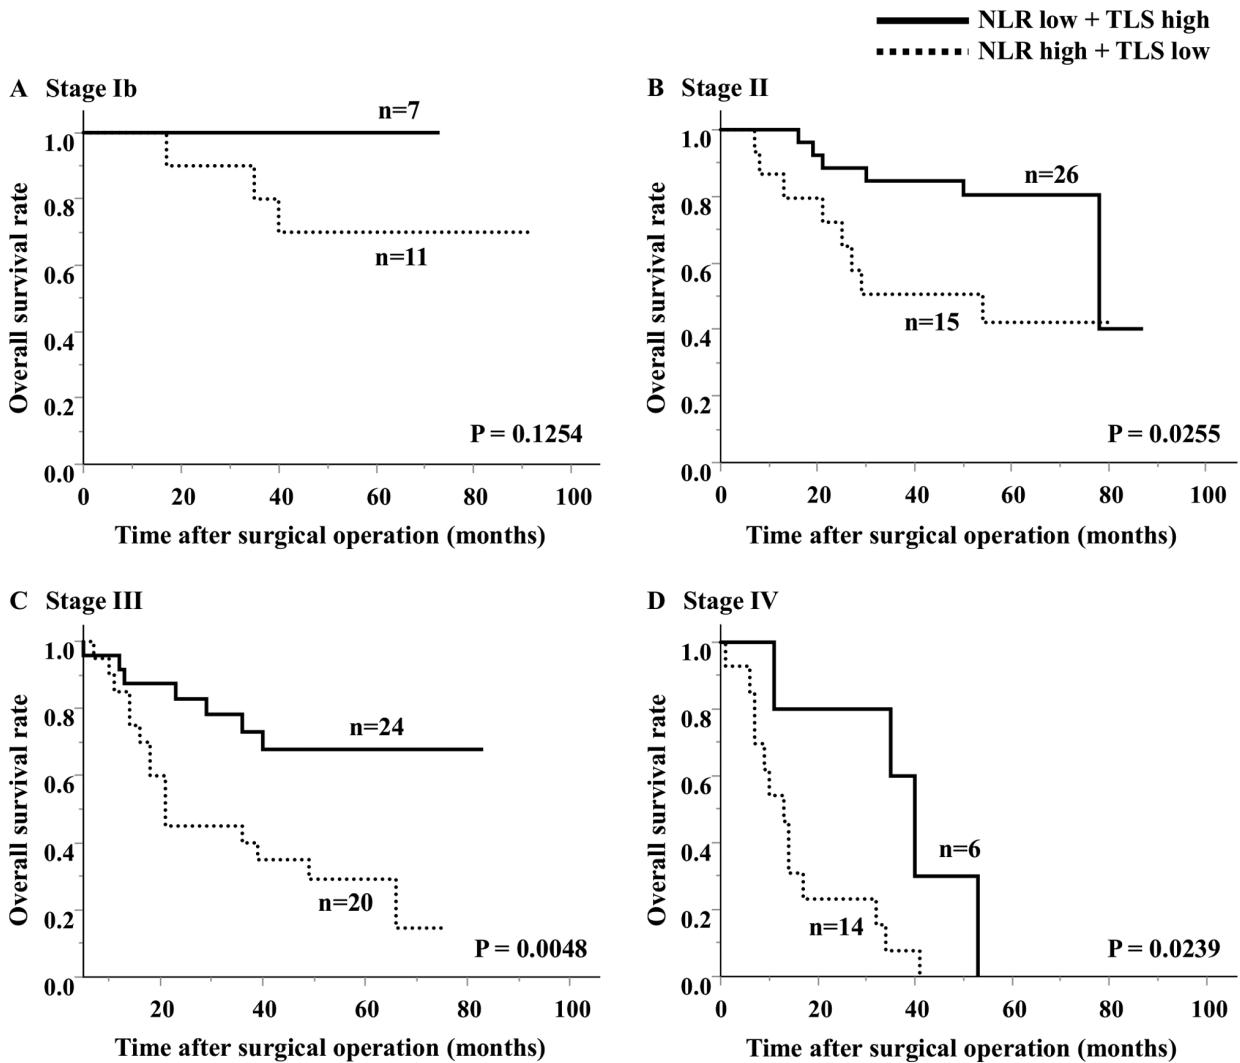 NLR low + TLS high
NLR high + TLS low
A Stage Ib
n=7
1.0
0.8
0.6
0.4
0.2
0.0
n=11
P = 0.1254
0 20 40 60 80 100
Overall survival rate
Time after surgical operation (months)
B Stage II
n=26
1.0
0.8
0.6
0.4
0.2
0.0
n=15
P = 0.0255
0 20 40 60 80 100
Overall survival rate
Time after surgical operation (months)
C Stage III
1.0
0.8
0.6
0.4
0.2
0.0
n=24
n=20
P = 0.0048
20 40 60 80 100
Overall survival rate
Time after surgical operation (months)
D Stage IV
1.0
0.8
0.6
0.4
0.2
0.0
n=6
n=14
P = 0.0239
0 20 40 60 80 100
Overall survival rate
Time after surgical operation (months)